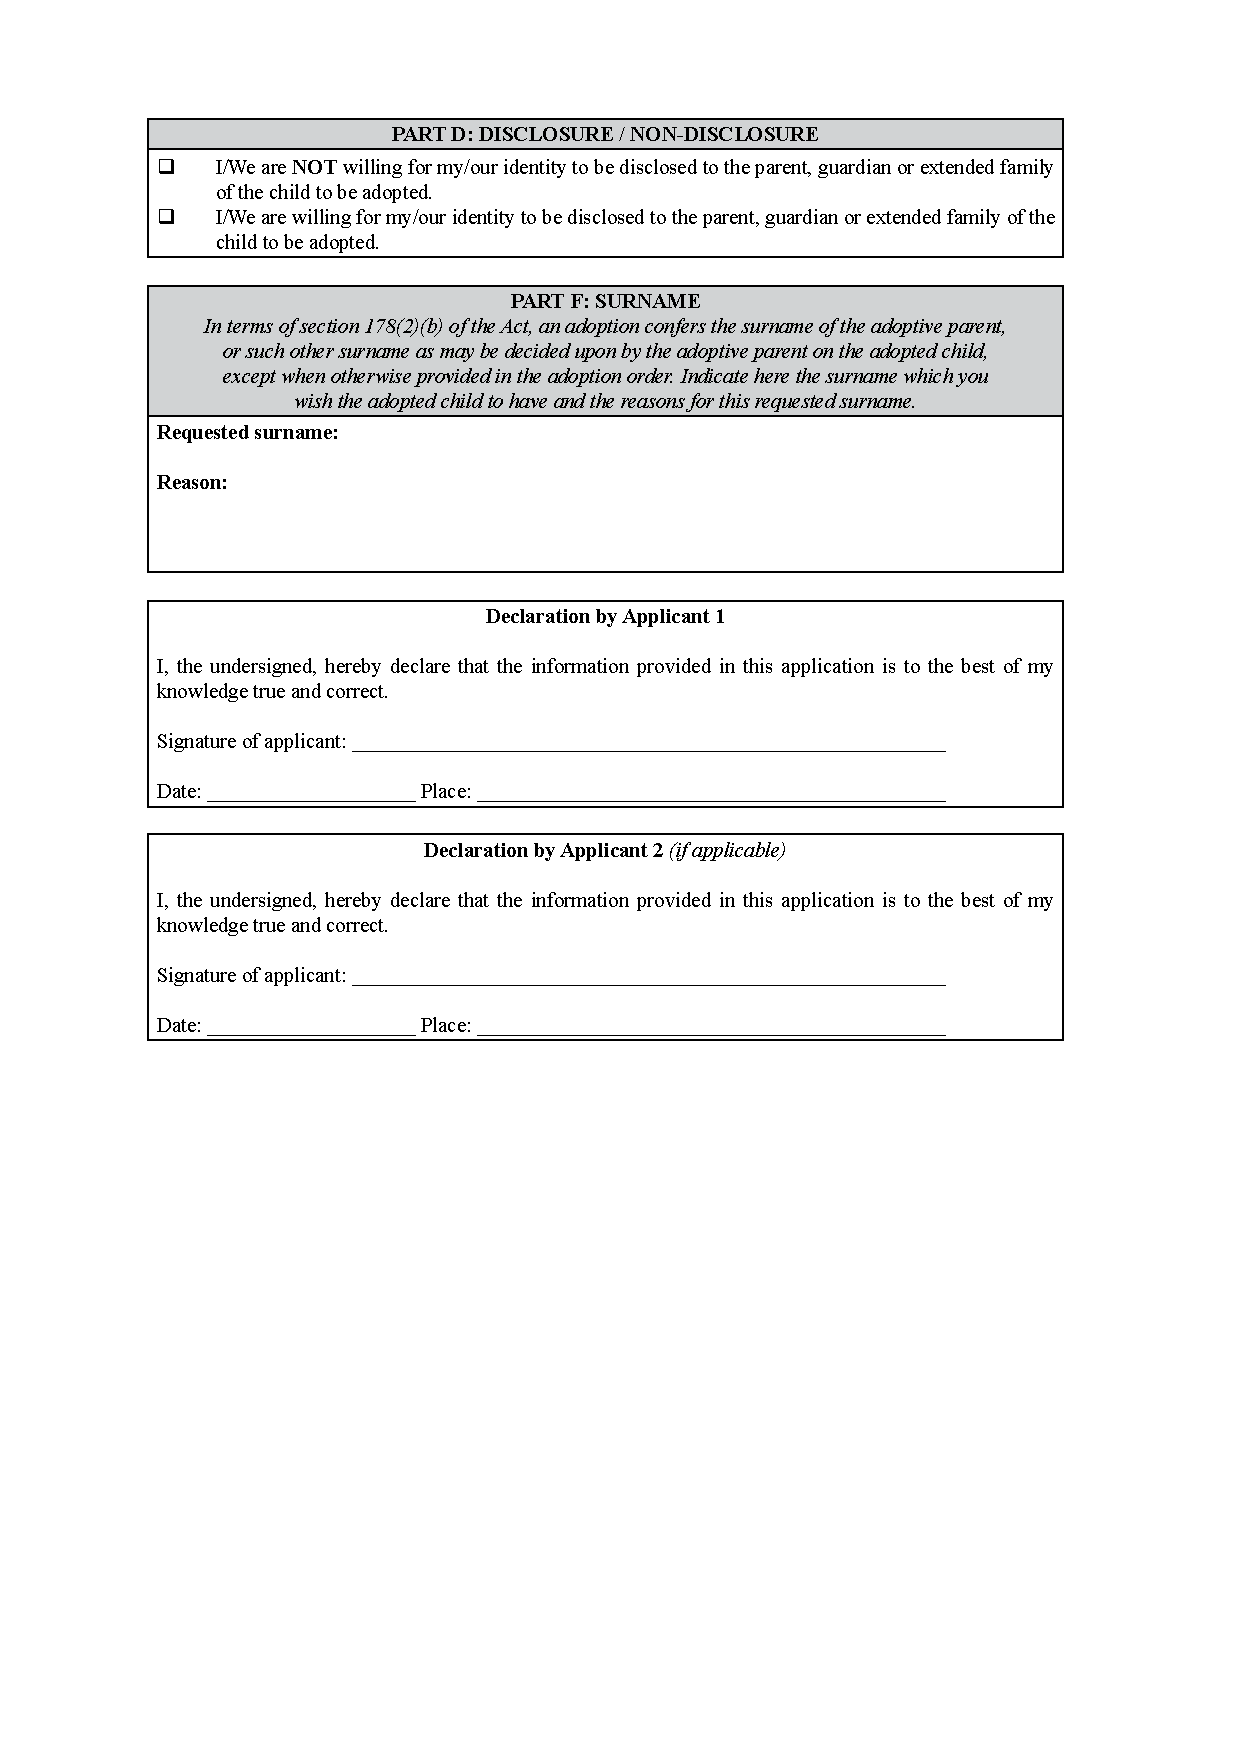 PART D: DISCLOSURE / NON-DISCLOSURE
❑ I/We are NOT willing for my/our identity to be disclosed to the parent, guardian or extended family
of the child to be adopted.
❑ I/We are willing for my/our identity to be disclosed to the parent, guardian or extended family of the
child to be adopted.
PART F: SURNAME
In terms of section 178(2)(b) of the Act, an adoption confers the surname of the adoptive parent,
or such other surname as may be decided upon by the adoptive parent on the adopted child,
except when otherwise provided in the adoption order. Indicate here the surname which you
wish the adopted child to have and the reasons for this requested surname.
Requested surname:
Reason:
Declaration by Applicant 1
I, the undersigned, hereby declare that the information provided in this application is to the best of my
knowledge true and correct.
Signature of applicant: ______________________________________________________
Date: ___________________ Place: ___________________________________________
Declaration by Applicant 2 (if applicable)
I, the undersigned, hereby declare that the information provided in this application is to the best of my
knowledge true and correct.
Signature of applicant: ______________________________________________________
Date: ___________________ Place: ___________________________________________